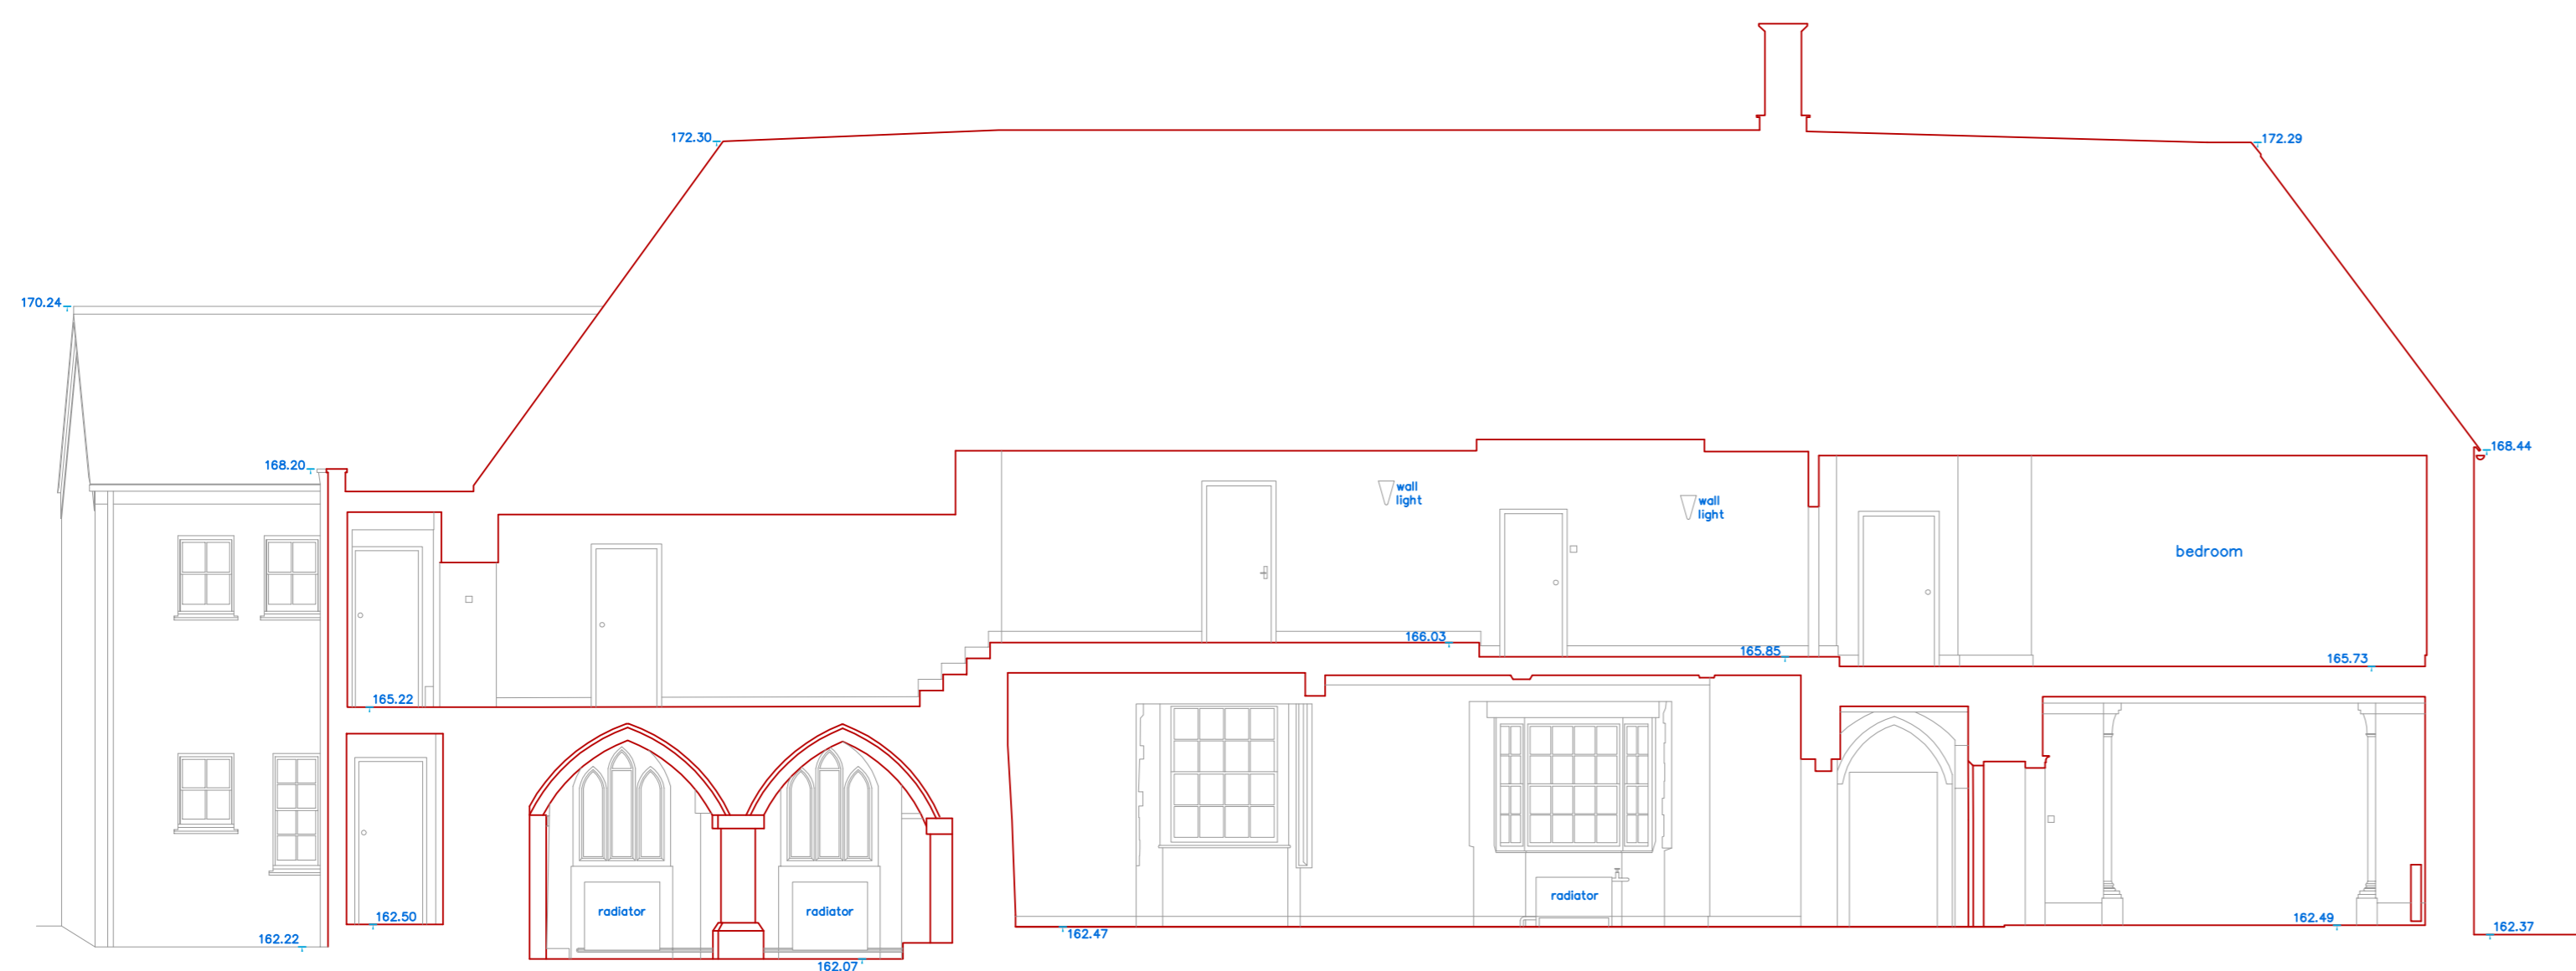 172.30
172.29
170.24
168.20
168.44
wall
light
wall
light
bedroom
166.03
165.85
165.73
165.22
radiator
radiator
radiator
162.50
162.49
162.47
162.37
162.22
162.07